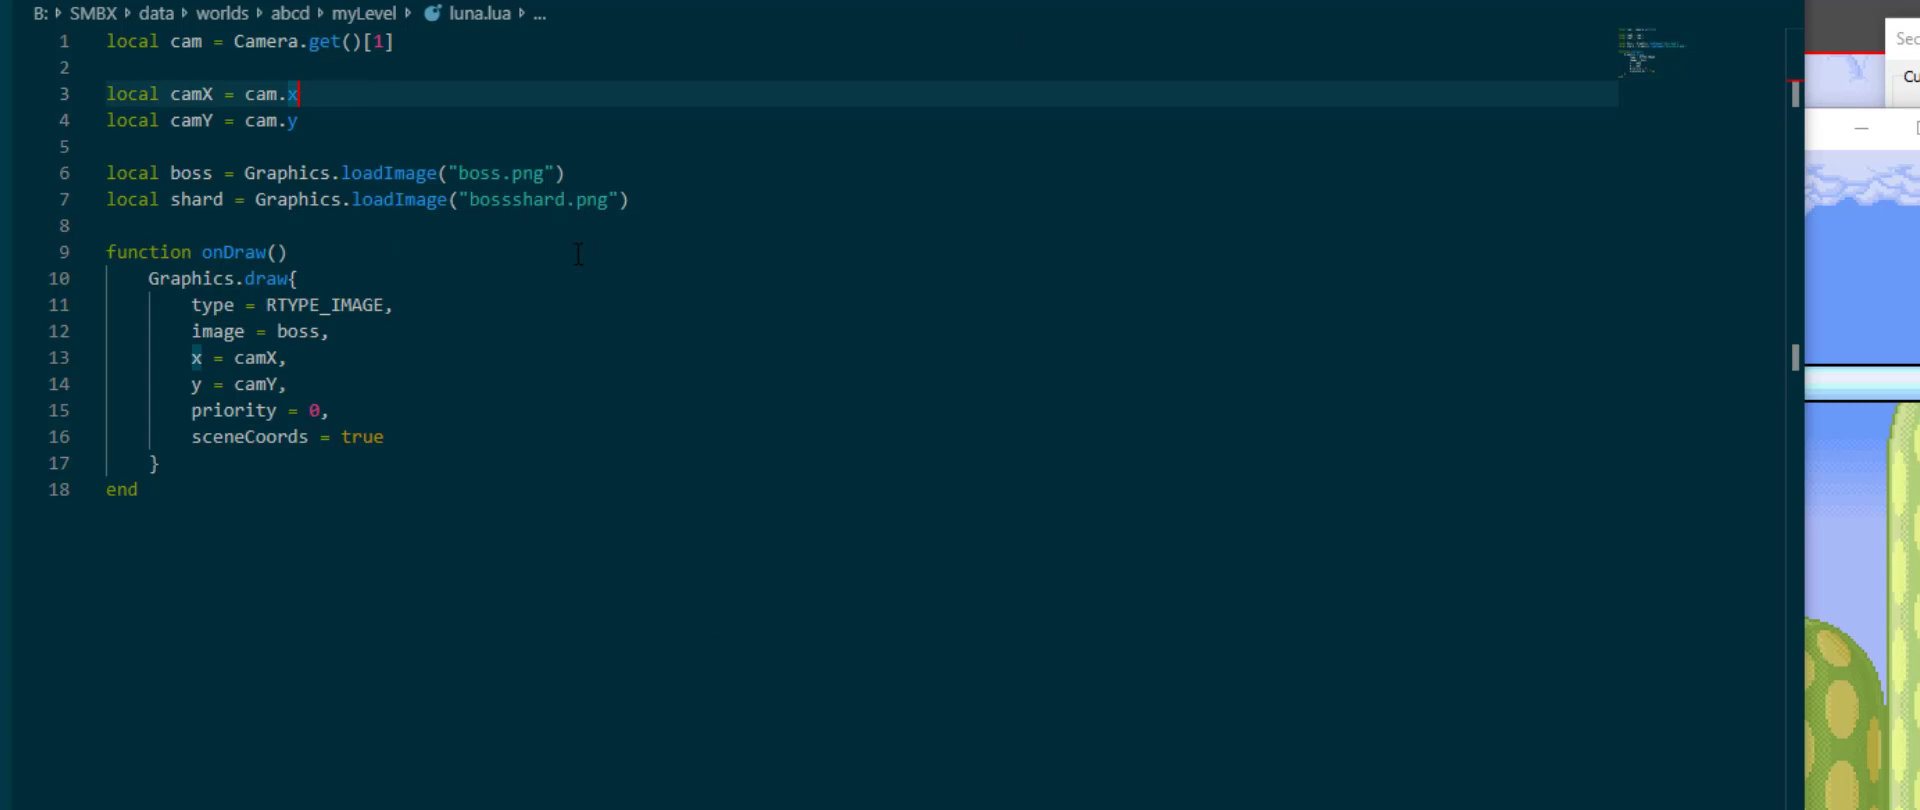 B: SMBX data worlds abcd myLevel luna.lua ...
1 local cam = Camera.get()[1]
2
3 local camX = cam.x
4 local camY = cam.y
5
6 local boss = Graphics.loadImage("boss.png")
7 local shard = Graphics.loadImage("bossshard.png")
8
9 function onDraw()
10 Graphics.draw{
11 type = RTYPE_IMAGE,
12 image = boss,
13 x = camX,
14 y = camY,
15 priority = 0,
16 sceneCoords = true
17 }
18 end
Sec
Cu